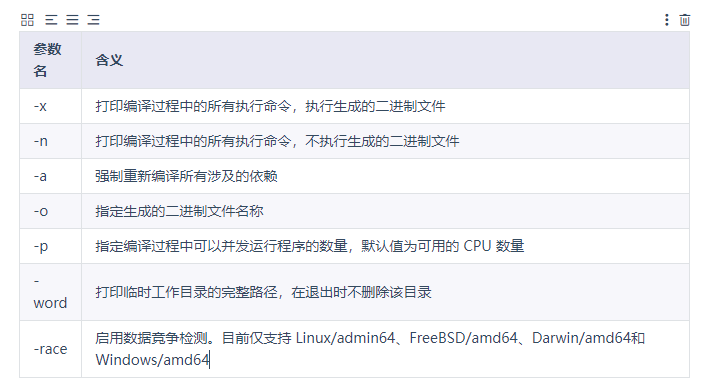 参数名 含义
-x 打印编译过程中的所有执行命令，执行生成的二进制文件
-n 打印编译过程中的所有执行命令，不执行生成的二进制文件
-a 强制重新编译所有涉及的依赖
-o 指定生成的二进制文件名称
-p 指定编译过程中可以并发运行程序的数量，默认值为可用的 CPU 数量
-word 打印临时工作目录的完整路径，在退出时不删除该目录
-race 启用数据竞争检测。目前仅支持 Linux/admin64、FreeBSD/amd64、Darwin/amd64和
Windows/amd64